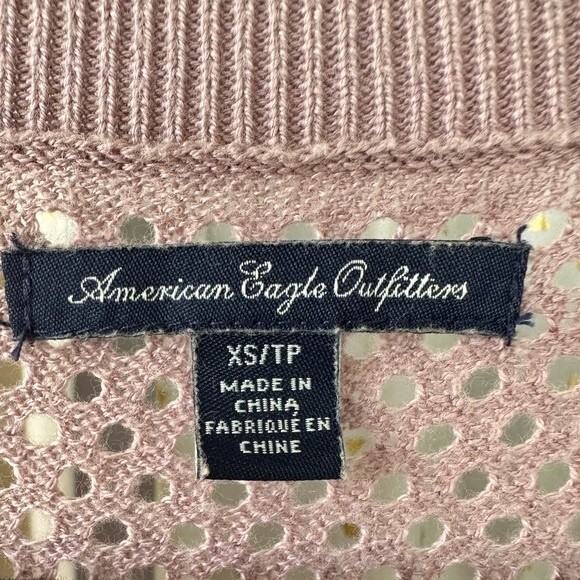 American Eagle Outfitters
XS/TP
MADE IN
CHINA
FABRIQUE EN
CHINE